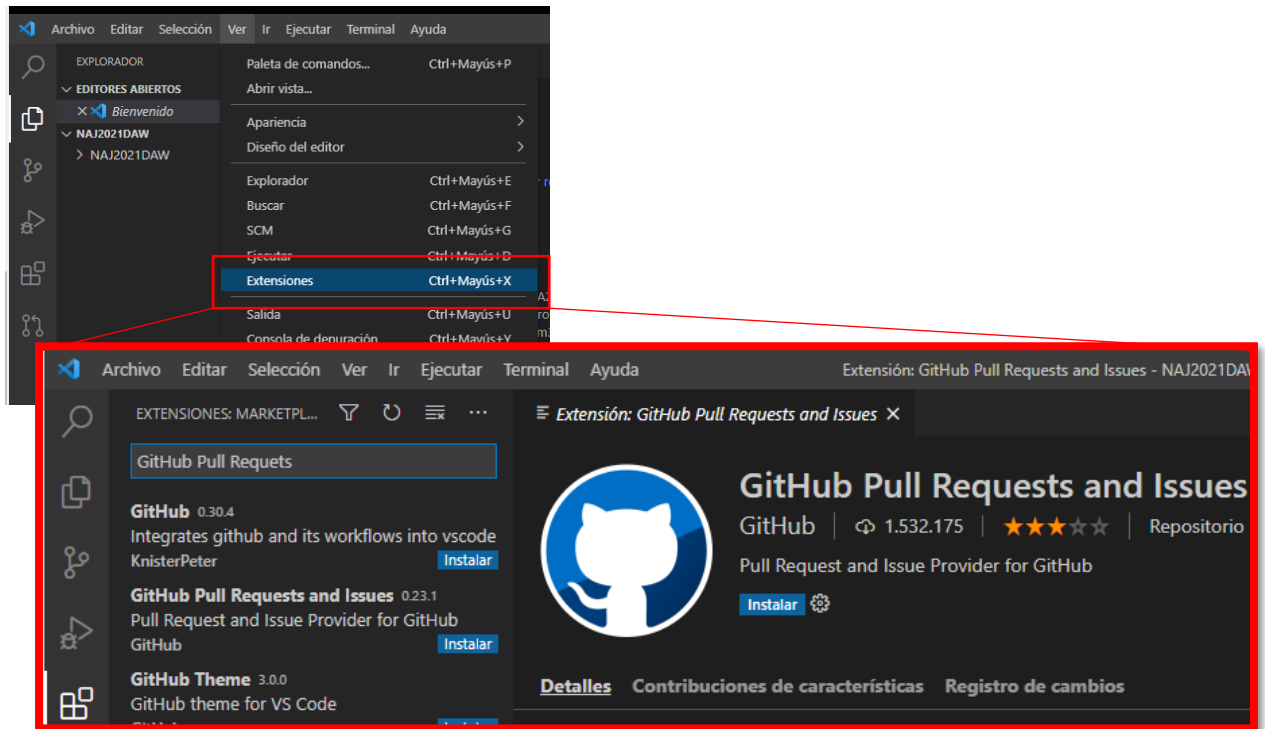 Archivo Editar Selección Ver Ir Ejecutar Terminal Ayuda
EXPLORADOR
EDITORES ABIERTOS
Bienvenido
NAJ2021DAW
NAJ2021DAW
Paleta de comandos... Ctrl+Mayús+P
Abrir vista...
Apariencia
Diseño del editor
Explorador Ctrl+Mayús+E
Buscar Ctrl+Mayús+F
SCM Ctrl+Mayús+G
Ejecutar Ctrl+Mayús+D
Extensiones Ctrl+Mayús+X
Salida Ctrl+Mayús+U
Consola de depuración Ctrl+Mayús+Y
Archivo Editar Selección Ver Ir Ejecutar Terminal Ayuda Extensión: GitHub Pull Requests and Issues - NAJ2021DAW
EXTENSIONES: MARKETPL...
GitHub Pull Requets
GitHub 0.30.4
Integrates github and its workflows into vscode
KnisterPeter Instalar
GitHub Pull Requests and Issues 0.23.1
Pull Request and Issue Provider for GitHub
GitHub Instalar
GitHub Theme 3.0.0
GitHub theme for VS Code
Extensión: GitHub Pull Requests and Issues
GitHub Pull Requests and Issues
GitHub 1.532.175 Repositorio
Pull Request and Issue Provider for GitHub
Instalar
Detalles Contribuciones de características Registro de cambios